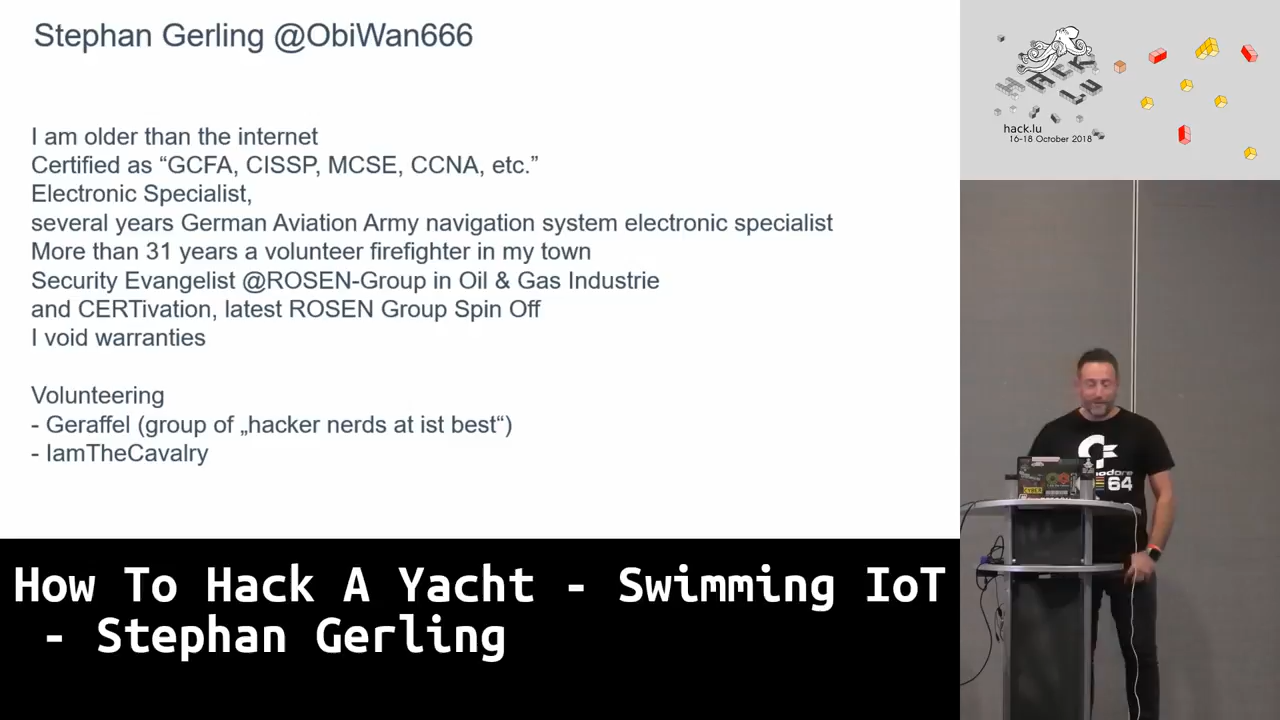 Stephan Gerling @ObiWan666
I am older than the internet
Certified as “GCFA, CISSP, MCSE, CCNA, etc.”
Electronic Specialist,
several years German Aviation Army navigation system electronic specialist
More than 31 years a volunteer firefighter in my town
Security Evangelist @ROSEN-Group in Oil & Gas Industrie
and CERTivation, latest ROSEN Group Spin Off
I void warranties
Volunteering
- Geraffel (group of „hacker nerds at ist best“)
- IamTheCavalry
How To Hack A Yacht - Swimming IoT
- Stephan Gerling
HACK
LU
hack.lu
16-18 October 2018
64
CYBER